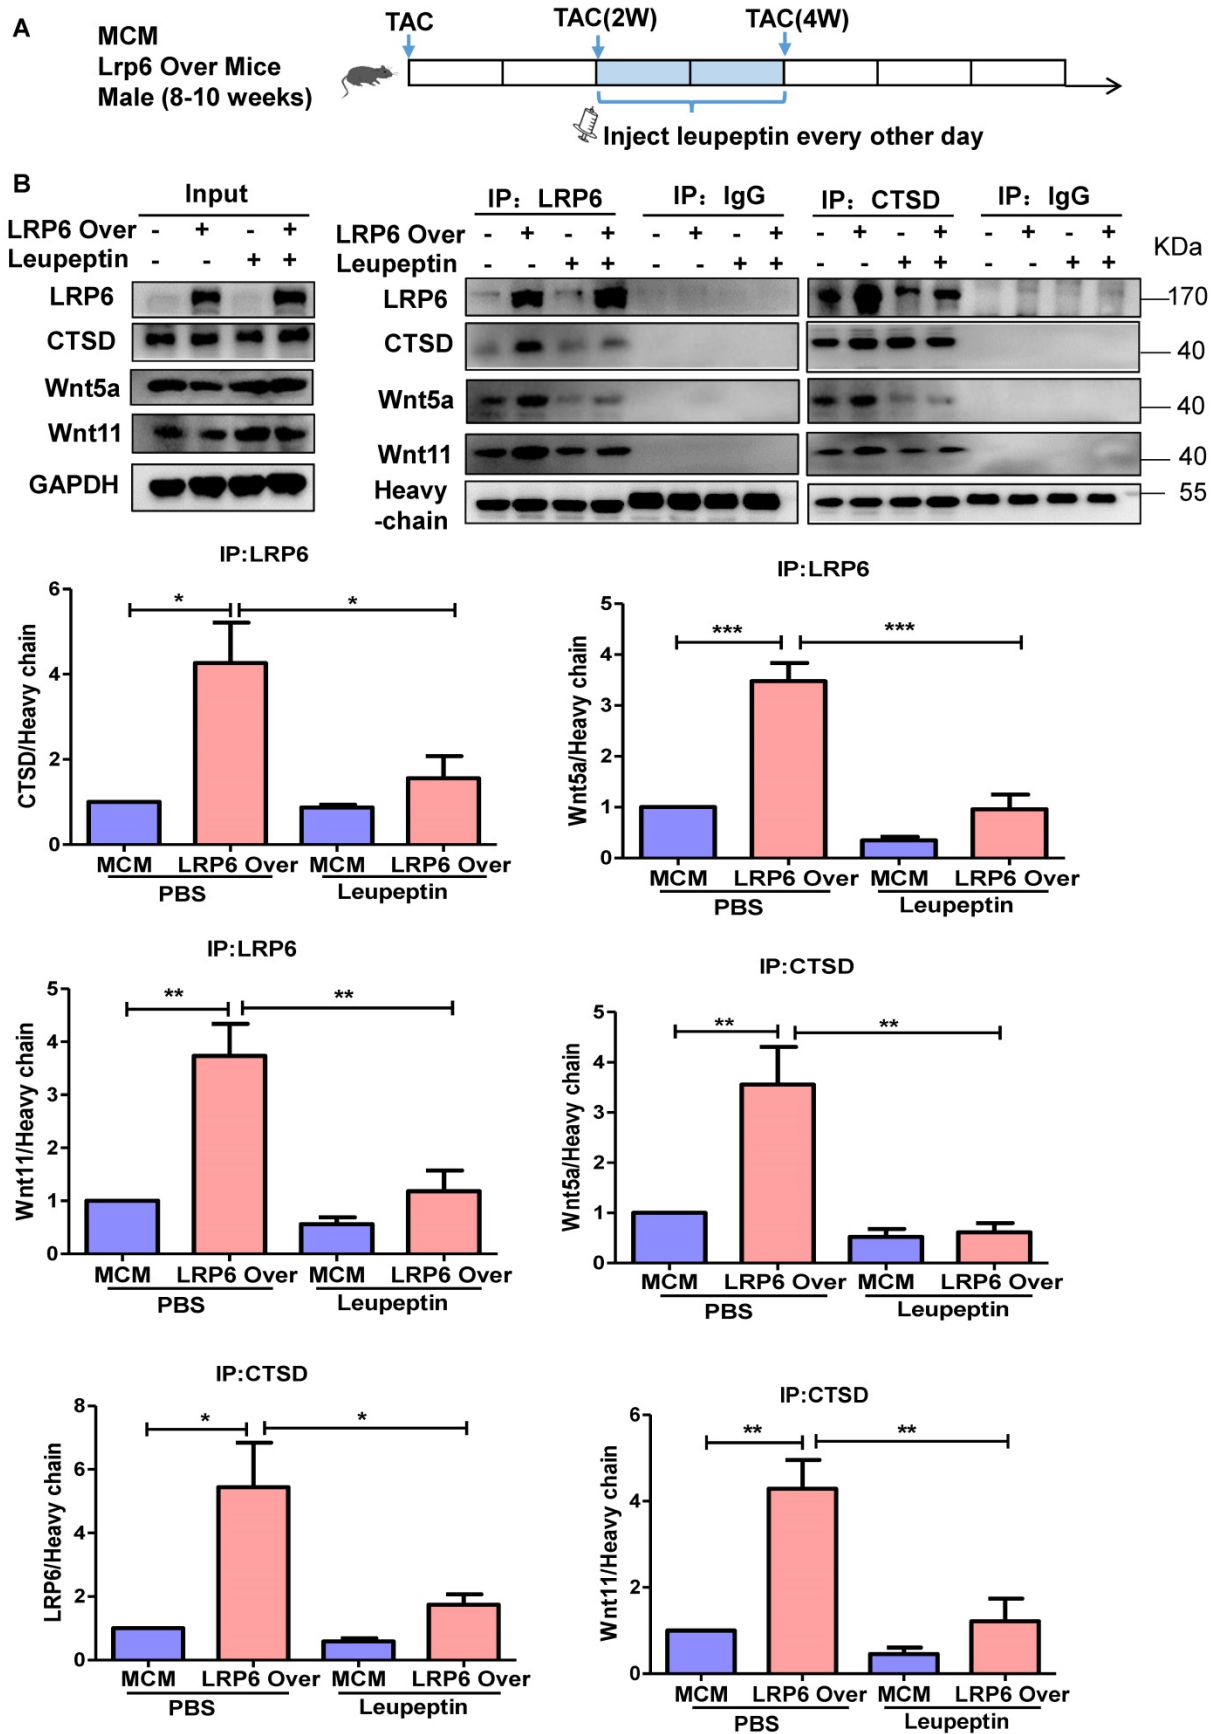 A
MCM
Lrp6 Over Mice
Male (8-10 weeks)
TAC
TAC(2W)
TAC(4W)
Inject leupeptin every other day
B
Input
LRP6 Over - + - +
Leupeptin - - + +
LRP6
CTSD
Wnt5a
Wnt11
GAPDH
IP: LRP6 IP: IgG IP: CTSD IP: IgG
LRP6 Over - + - + - + - + - + - + - + - +
Leupeptin - - + + - - + + - - + + - - + +
KDa
LRP6 170
CTSD 40
Wnt5a 40
Wnt11 40
Heavy
-chain
55
IP:LRP6
CTSD/Heavy chain
6
4
2
0
* *
MCM LRP6 Over MCM LRP6 Over
PBS Leupeptin
IP:LRP6
Wnt5a/Heavy chain
5
4
3
2
1
0
*** ***
MCM LRP6 Over MCM LRP6 Over
PBS Leupeptin
IP:LRP6
Wnt11/Heavy chain
5
4
3
2
1
0
** **
MCM LRP6 Over MCM LRP6 Over
PBS Leupeptin
IP:CTSD
Wnt5a/Heavy chain
5
4
3
2
1
0
** **
MCM LRP6 Over MCM LRP6 Over
PBS Leupeptin
IP:CTSD
LRP6/Heavy chain
8
6
4
2
0
* *
MCM LRP6 Over MCM LRP6 Over
PBS Leupeptin
IP:CTSD
Wnt11/Heavy chain
6
4
2
0
** **
MCM LRP6 Over MCM LRP6 Over
PBS Leupeptin